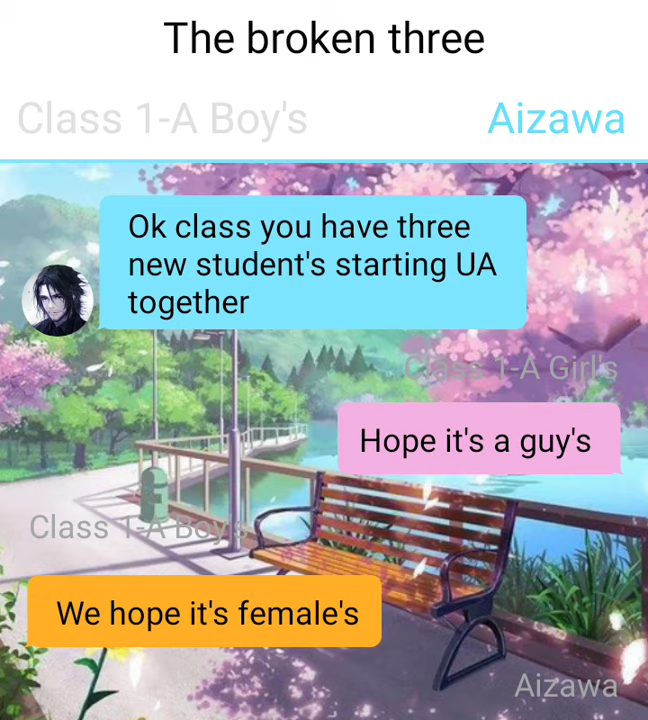 The broken three
Class 1-A Boy's
Aizawa
Ok class you have three
new student's starting UA
together
Class 1-A Girl's
Hope it's a guy's
Class 1-A Boy's
We hope it's female's
Aizawa